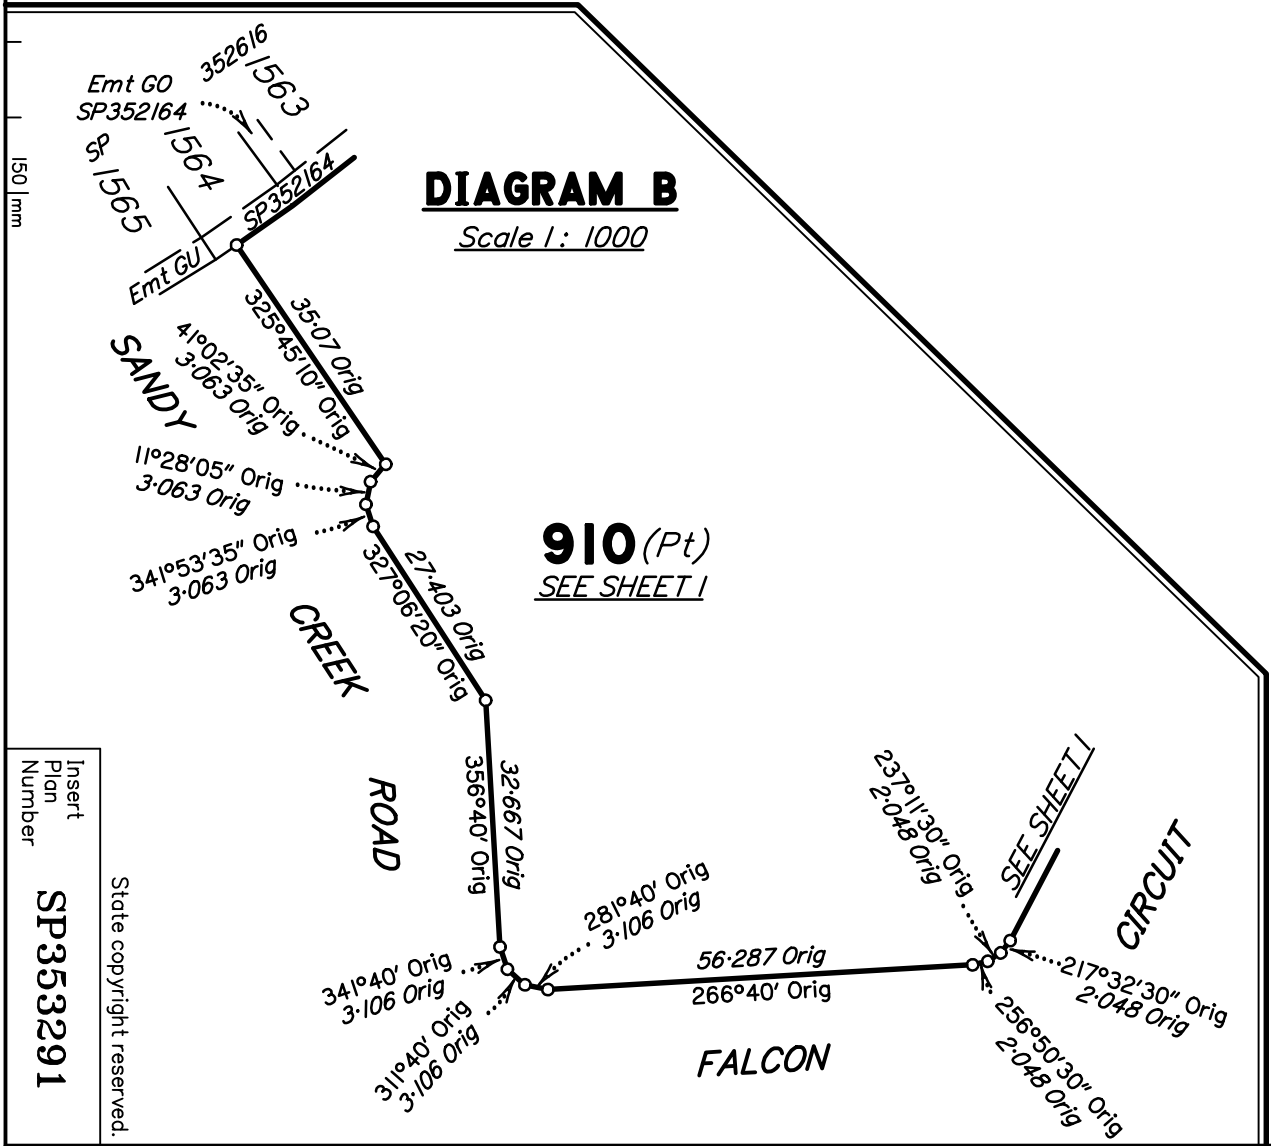 DIAGRAM B
Scale 1: 1000
352616
1563
Emt GO
SP352164
1564
SP
1565
SP352164
Emt GU
150 mm
35·07 Orig
325°45'10" Orig
41°02'35" Orig
3·063 Orig
11°28'05" Orig
3·063 Orig
341°53'35" Orig
3·063 Orig
27·403 Orig
327°06'20" Orig
SANDY
CREEK
ROAD
910 (Pt)
SEE SHEET 1
32·667 Orig
356°40' Orig
341°40' Orig
3·106 Orig
311°40' Orig
3·106 Orig
281°40' Orig
3·106 Orig
56·287 Orig
266°40' Orig
237°11'30" Orig
2·048 Orig
SEE SHEET 1
217°32'30" Orig
2·048 Orig
256°50'30" Orig
2·048 Orig
FALCON
CIRCUIT
Insert
Plan
Number
SP353291
State copyright reserved.